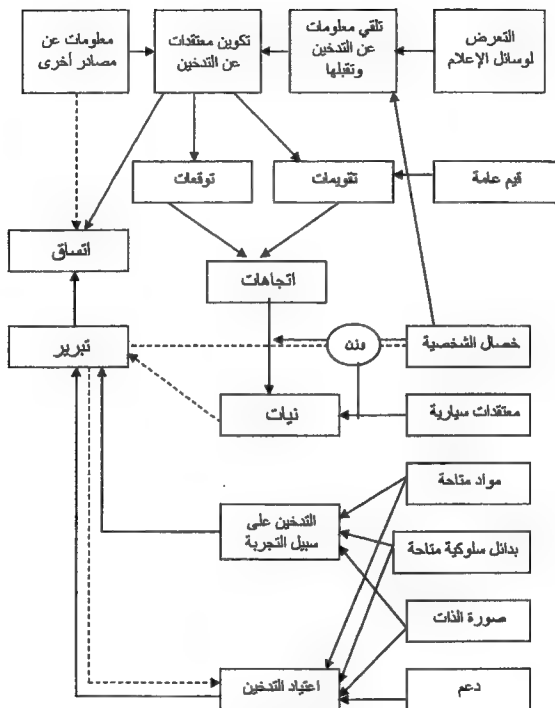 التعرض
لوسائل الإعلام
تلقي معلومات
عن التدخين
وتقبلها
تكوين معتقدات
عن التدخين
معلومات عن
مصادر أخرى
قيم عامة
تقويمات
توقعات
اتساق
اتجاهات
خصال الشخصية
وزن
تبرير
معتقدات سيارية
نيات
مواد متاحة
التدخين على
سبيل التجربة
بدائل سلوكية متاحة
صورة الذات
دعم
اعتياد التدخين